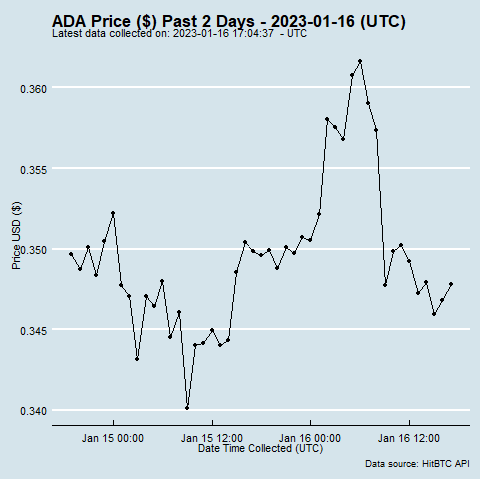 ADA Price ($) Past 2 Days - 2023-01-16 (UTC)
Latest data collected on: 2023-01-16 17:04:37 - UTC
0.360
0.355
0.350
0.345
0.340
Price USD ($)
Jan 15 00:00 Jan 15 12:00 Jan 16 00:00 Jan 16 12:00
Date Time Collected (UTC)
Data source: HitBTC API